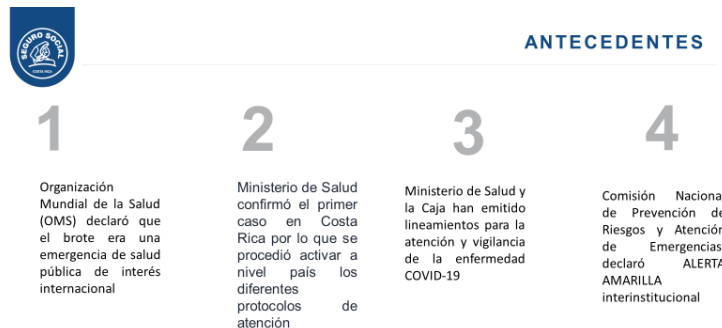 SEGURO SOCIAL
COSTA RICA
ANTECEDENTES
1
Organización
Mundial de la Salud
(OMS) declaró que
el brote era una
emergencia de salud
pública de interés
internacional
2
Ministerio de Salud
confirmó el primer
caso en Costa
Rica por lo que se
procedió activar a
nivel país los
diferentes
protocolos de
atención
3
Ministerio de Salud y
la Caja han emitido
lineamientos para la
atención y vigilancia
de la enfermedad
COVID-19
4
Comisión Naciona
de Prevención de
Riesgos y Atención
de Emergencias
declaró ALERTA
AMARILLA
interinstitucional